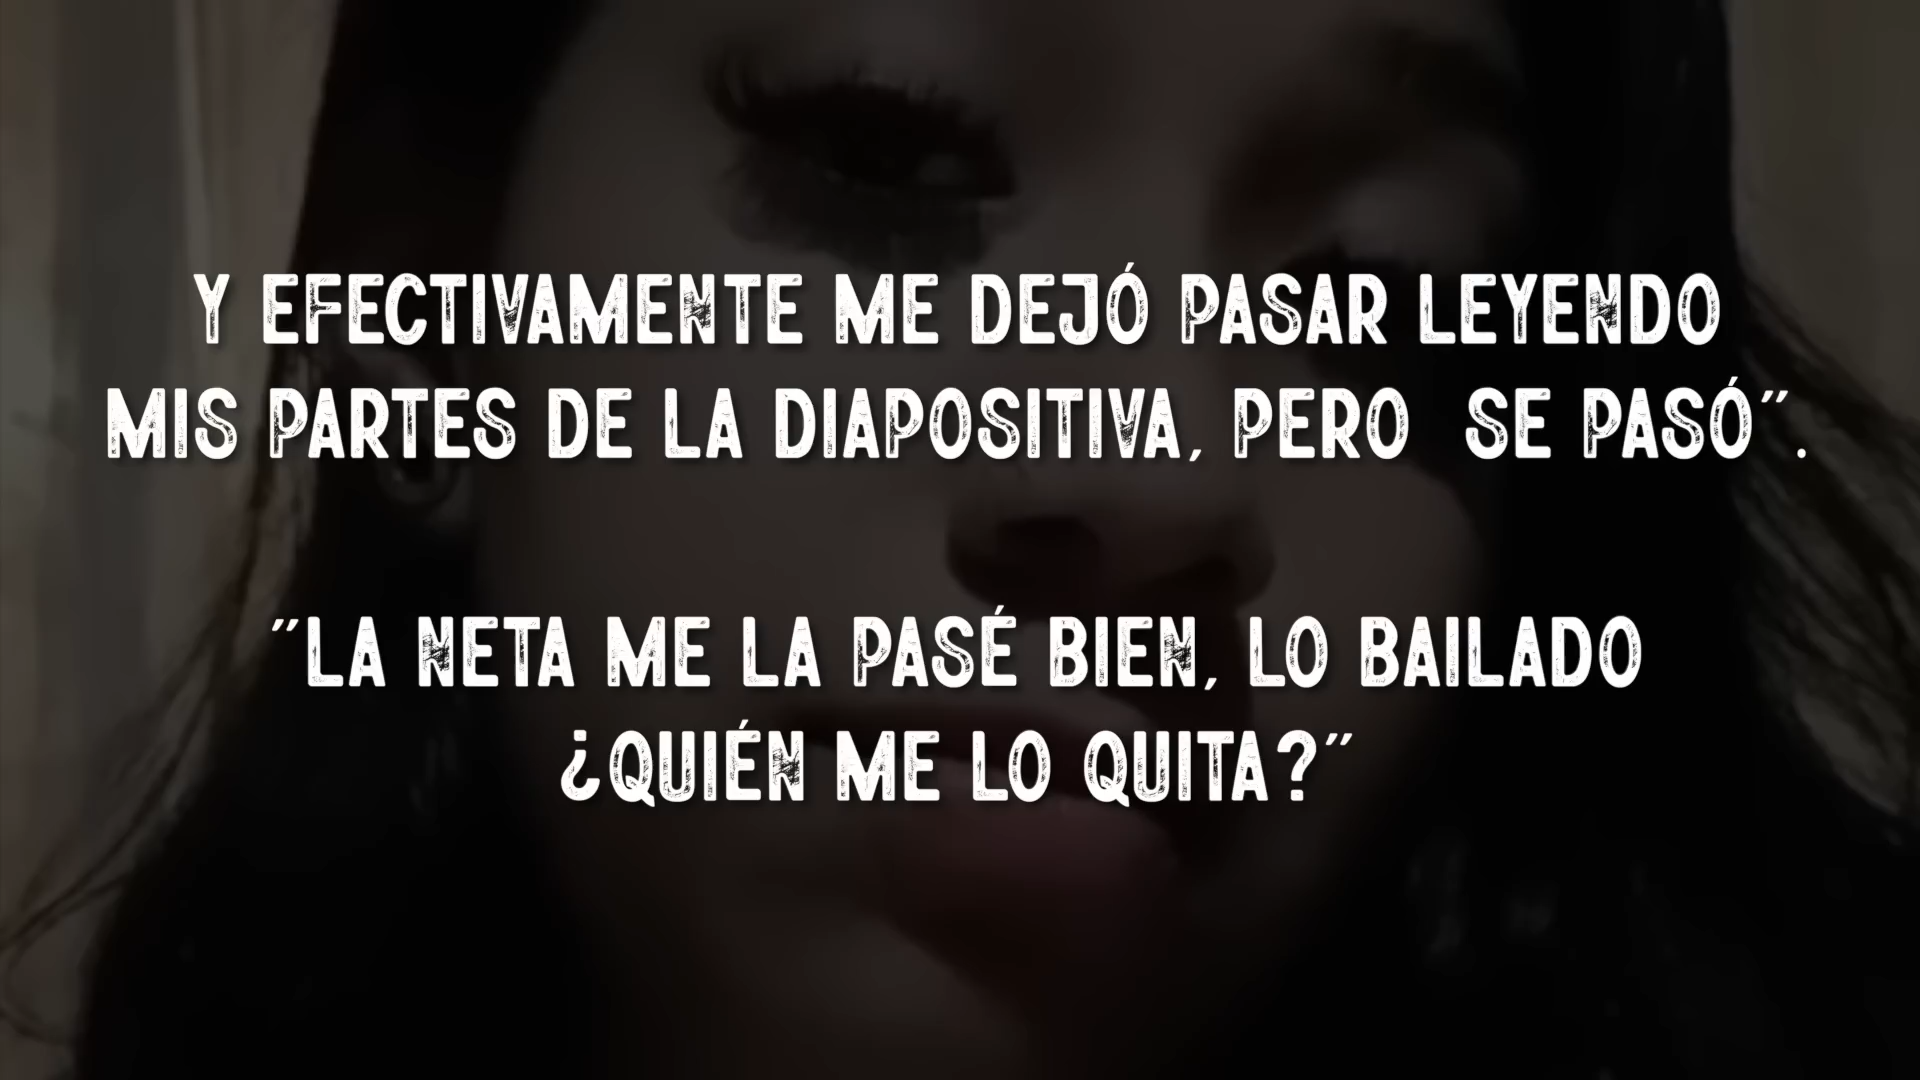 Y EFECTIVAMENTE ME DEJÓ PASAR LEYENDO
MIS PARTES DE LA DIAPOSITIVA, PERO  SE PASÓ".
"LA NETA ME LA PASÉ BIEN, LO BAILADO
¿QUIÉN ME LO QUITA?"